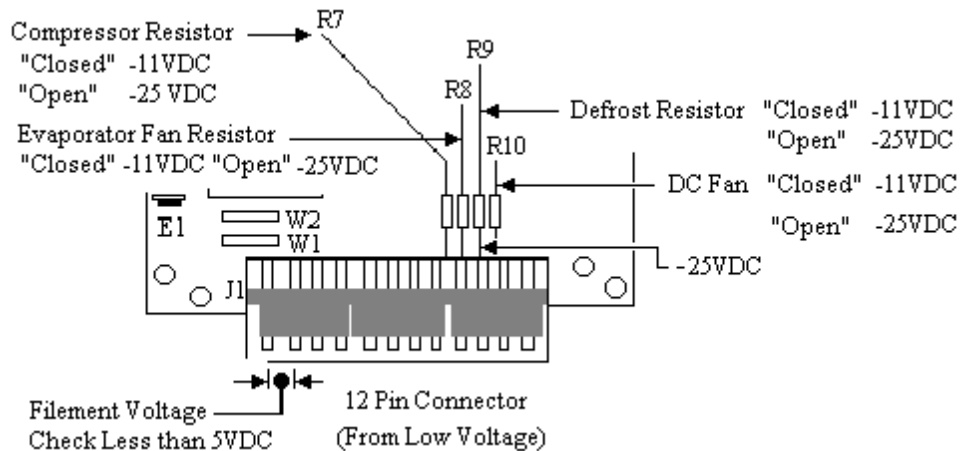 Compressor Resistor
"Closed" -11VDC
"Open" -25 VDC
R7
R9
R8
Defrost Resistor "Closed" -11VDC
"Open" -25VDC
Evaporator Fan Resistor
"Closed" -11VDC "Open" -25VDC
R10
DC Fan "Closed" -11VDC
"Open" -25VDC
E1
W2
W1
-25VDC
J1
Filement Voltage
Check Less than 5VDC
12 Pin Connector
(From Low Voltage)